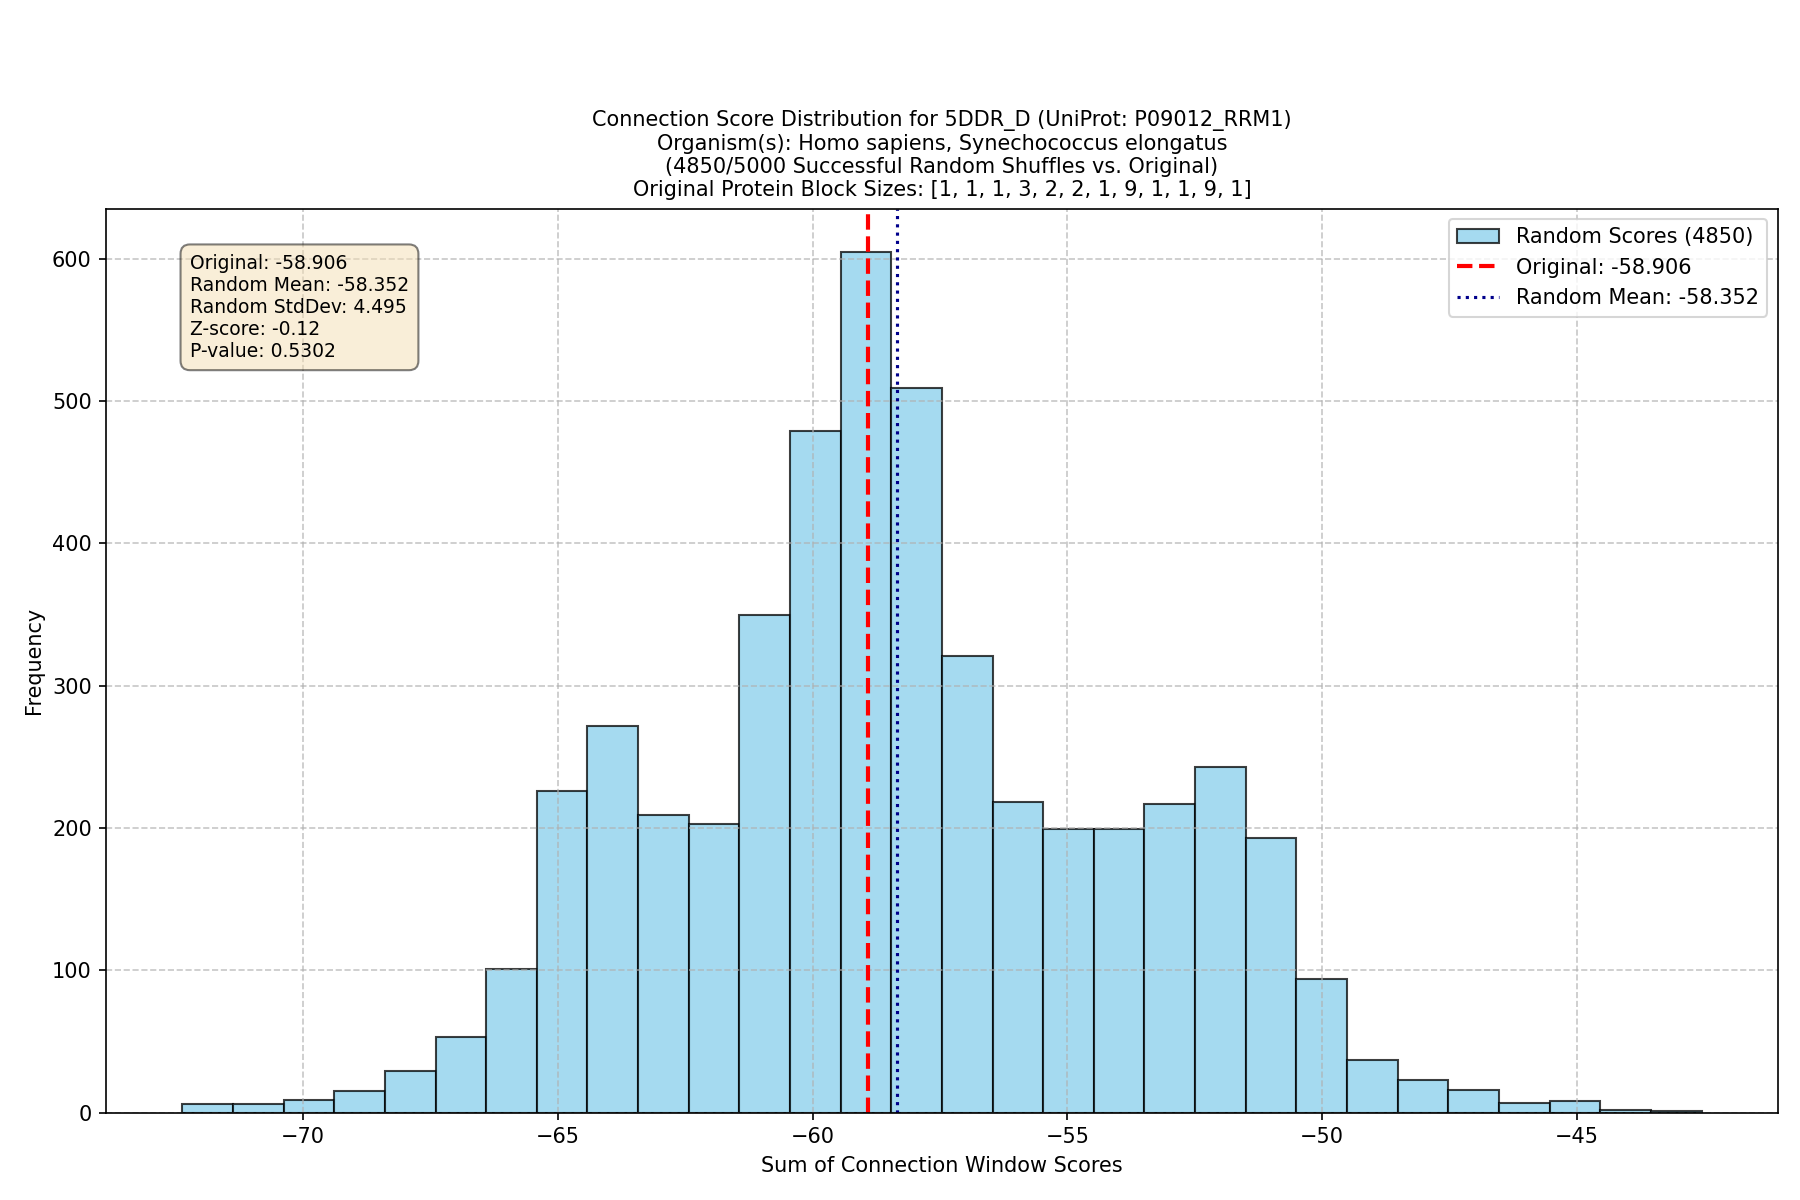 Connection Score Distribution for 5DDR_D (UniProt: P09012_RRM1)
Organism(s): Homo sapiens, Synechococcus elongatus
(4850/5000 Successful Random Shuffles vs. Original)
Original Protein Block Sizes: [1, 1, 1, 3, 2, 2, 1, 9, 1, 1, 9, 1]
Original: -58.906
Random Mean: -58.352
Random StdDev: 4.495
Z-score: -0.12
P-value: 0.5302
Random Scores (4850)
Original: -58.906
Random Mean: -58.352
Frequency
600
500
400
300
200
100
0
−70
−65
−60
−55
−50
−45
Sum of Connection Window Scores